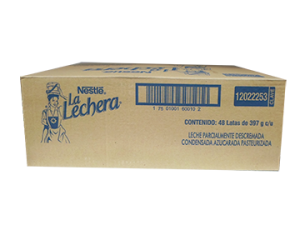 Nestlé
La
Lechera
12022253
CONTENIDO: 48 Latas de 397 g c/u
LECHE PARCIALMENTE DESCREMADA
CONDENSADA AZUCARADA PASTEURIZADA